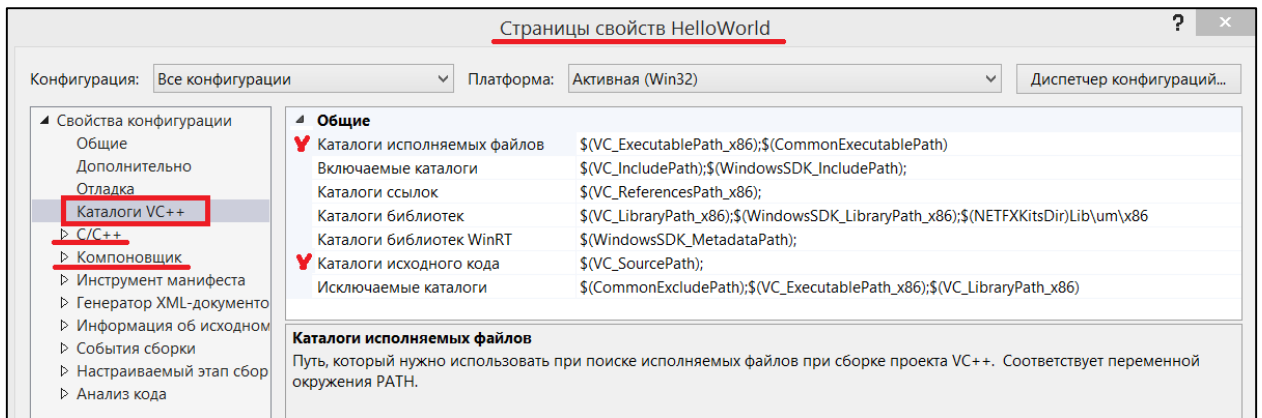 Страницы свойств HelloWorld ? ×
Конфигурация: Все конфигурации Платформа: Активная (Win32) Диспетчер конфигураций...
Свойства конфигурации
Общие
Дополнительно
Отладка
Каталоги VC++
C/C++
Компоновщик
Инструмент манифеста
Генератор XML-документо
Информация об исходном
События сборки
Настраиваемый этап сбор
Анализ кода
Общие
Каталоги исполняемых файлов $(VC_ExecutablePath_x86);$(CommonExecutablePath)
Включаемые каталоги $(VC_IncludePath);$(WindowsSDK_IncludePath);
Каталоги ссылок $(VC_ReferencesPath_x86);
Каталоги библиотек $(VC_LibraryPath_x86);$(WindowsSDK_LibraryPath_x86);$(NETFXKitsDir)Lib\um\x86
Каталоги библиотек WinRT $(WindowsSDK_MetadataPath);
Каталоги исходного кода $(VC_SourcePath);
Исключаемые каталоги $(CommonExcludePath);$(VC_ExecutablePath_x86);$(VC_LibraryPath_x86)
Каталоги исполняемых файлов
Путь, который нужно использовать при поиске исполняемых файлов при сборке проекта VC++. Соответствует переменной
окружения PATH.